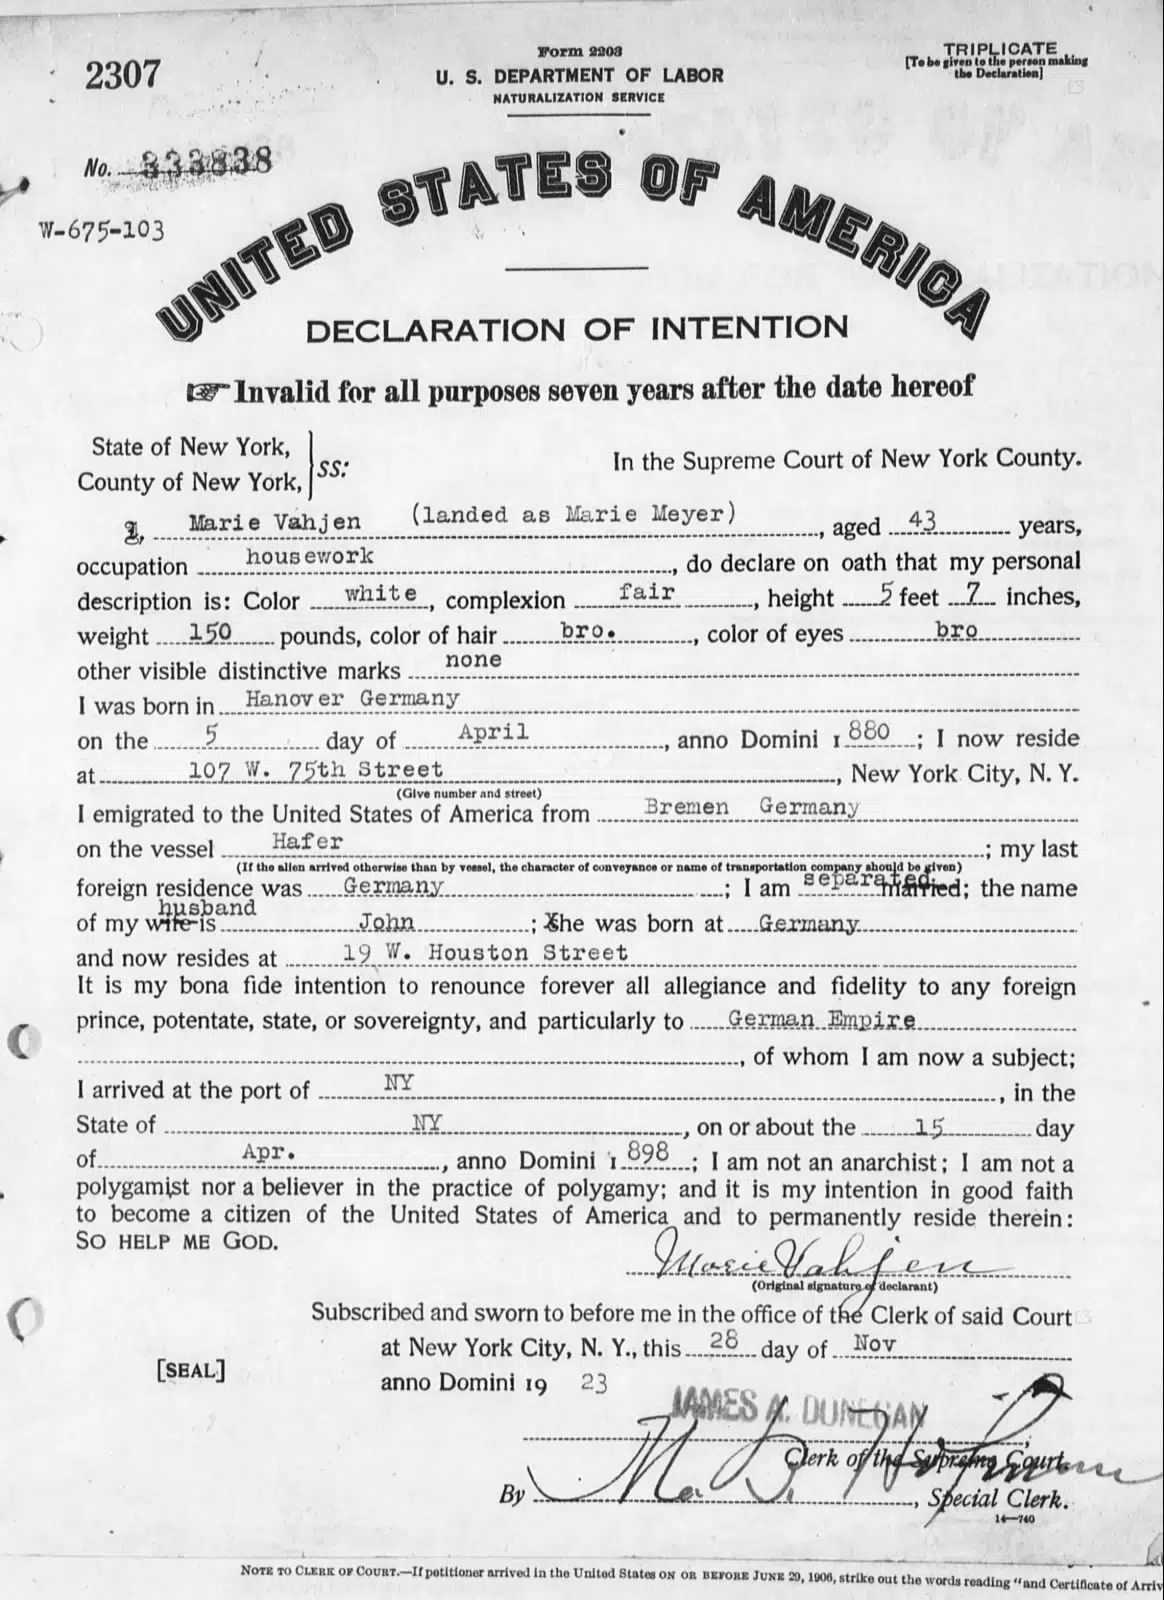 2307
Form 2203
U. S. DEPARTMENT OF LABOR
NATURALIZATION SERVICE
TRIPLICATE
[To be given to the person making
the Declaration]
No. 333838
W-675-103
UNITED STATES OF AMERICA
DECLARATION OF INTENTION
☞ Invalid for all purposes seven years after the date hereof
State of New York,
County of New York, } ss:
In the Supreme Court of New York County.
I, Marie Vahjen (landed as Marie Meyer), aged 43 years,
occupation housework, do declare on oath that my personal
description is: Color white, complexion fair, height 5 feet 7 inches,
weight 150 pounds, color of hair bro., color of eyes bro
other visible distinctive marks none
I was born in Hanover Germany
on the 5 day of April, anno Domini 1 880; I now reside
at 107 W. 75th Street, New York City, N. Y.
(Give number and street)
I emigrated to the United States of America from Bremen Germany
on the vessel Hafer; my last
(If the alien arrived otherwise than by vessel, the character of conveyance or name of transportation company should be given)
foreign residence was Germany; I am separated married; the name
of my husband wife is John; Xhe was born at Germany
and now resides at 19 W. Houston Street
It is my bona fide intention to renounce forever all allegiance and fidelity to any foreign
prince, potentate, state, or sovereignty, and particularly to German Empire
, of whom I am now a subject;
I arrived at the port of NY, in the
State of NY, on or about the 15 day
of Apr., anno Domini 1 898; I am not an anarchist; I am not a
polygamist nor a believer in the practice of polygamy; and it is my intention in good faith
to become a citizen of the United States of America and to permanently reside therein:
SO HELP ME GOD.
Marie Vahjen
(Original signature of declarant)
Subscribed and sworn to before me in the office of the Clerk of said Court
at New York City, N. Y., this 28 day of Nov
[SEAL]
anno Domini 19 23
JAMES A. DONEGAN
Clerk of the Supreme Court.
By , Special Clerk.
14—740
NOTE TO CLERK OF COURT.—If petitioner arrived in the United States ON OR BEFORE JUNE 29, 1906, strike out the words reading "and Certificate of Arriv